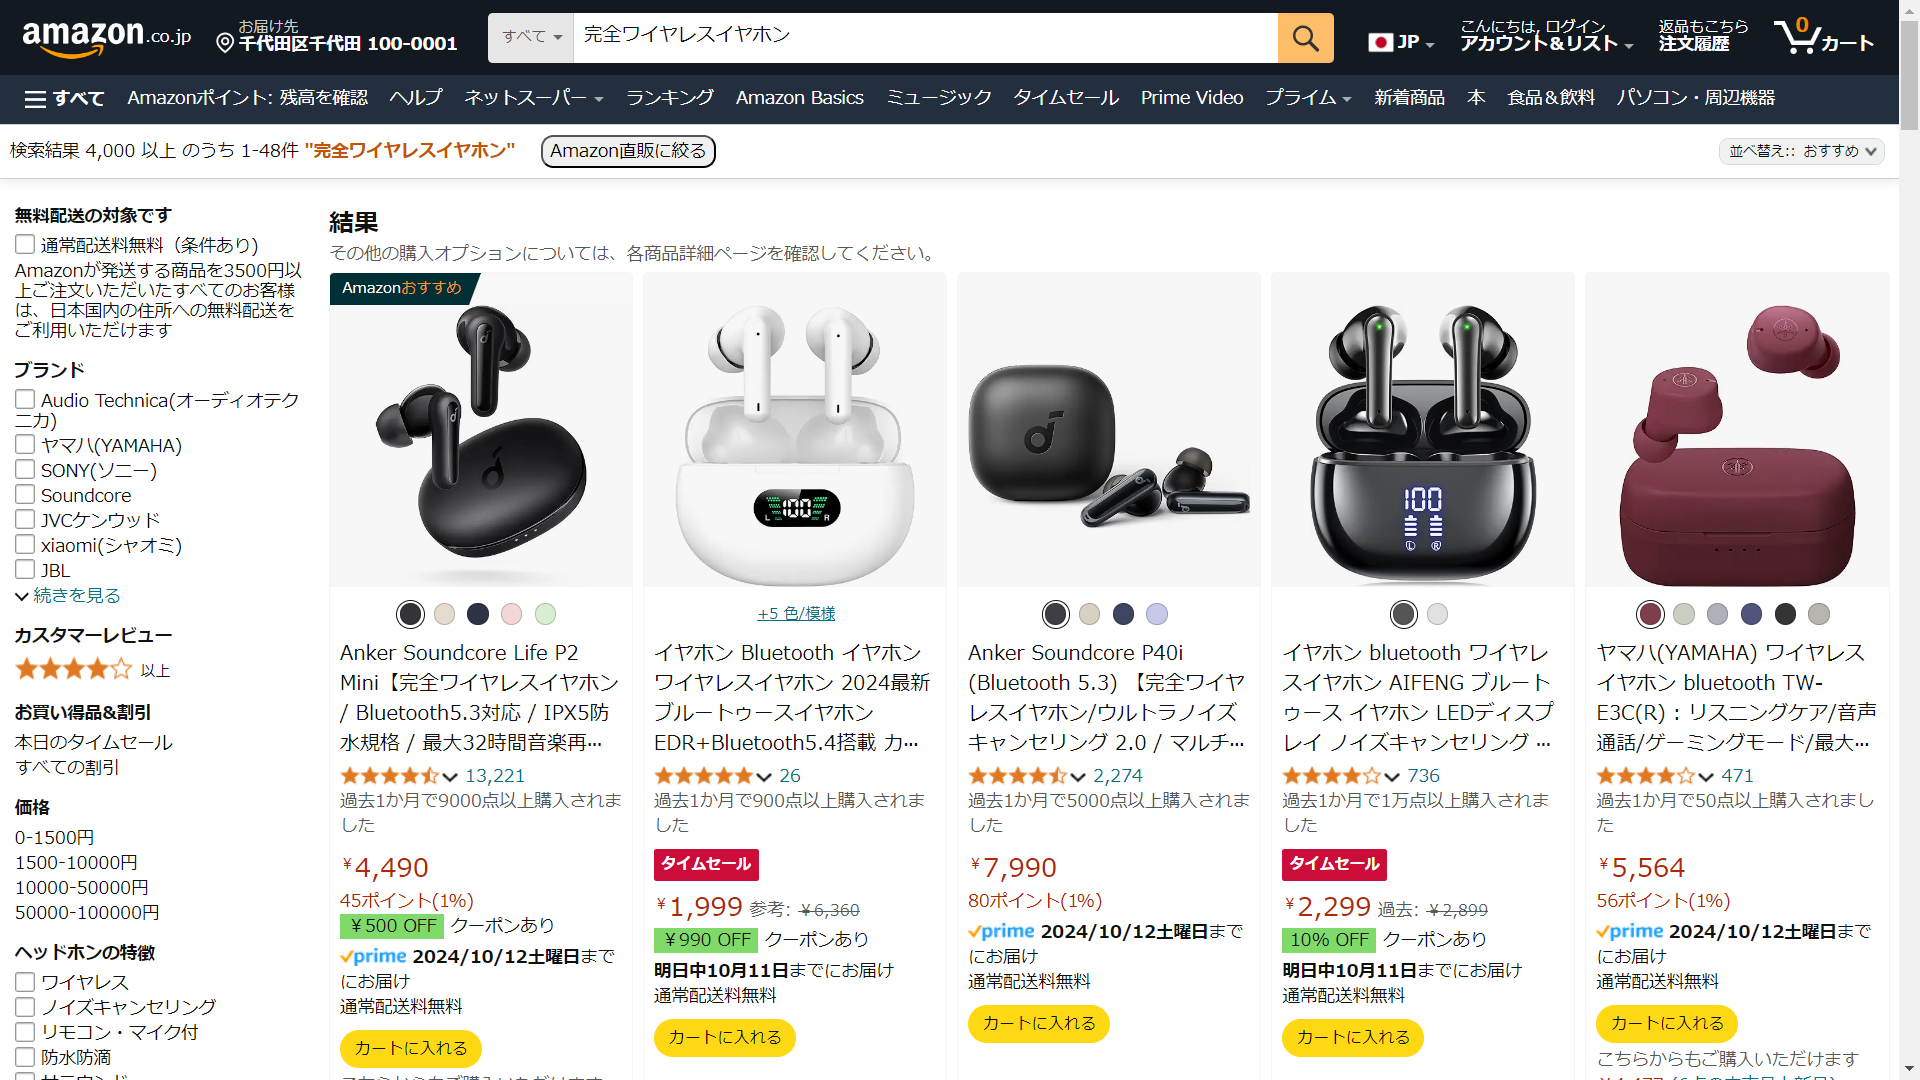 amazon.co.jp
お届け先
千代田区千代田 100-0001
すべて
完全ワイヤレスイヤホン
JP
こんにちは, ログイン
アカウント&リスト
返品もこちら
注文履歴
0
カート
すべて
Amazonポイント: 残高を確認
ヘルプ
ネットスーパー
ランキング
Amazon Basics
ミュージック
タイムセール
Prime Video
プライム
新着商品
本
食品&飲料
パソコン・周辺機器
検索結果 4,000 以上 のうち 1-48件 "完全ワイヤレスイヤホン"
Amazon直販に絞る
並べ替え:: おすすめ
無料配送の対象です
通常配送料無料（条件あり)
Amazonが発送する商品を3500円以
上ご注文いただいたすべてのお客様
は、日本国内の住所への無料配送を
ご利用いただけます
ブランド
Audio Technica(オーディオテク
ニカ)
ヤマハ(YAMAHA)
SONY(ソニー)
Soundcore
JVCケンウッド
xiaomi(シャオミ)
JBL
続きを見る
カスタマーレビュー
以上
お買い得品&割引
本日のタイムセール
すべての割引
価格
0-1500円
1500-10000円
10000-50000円
50000-100000円
ヘッドホンの特徴
ワイヤレス
ノイズキャンセリング
リモコン・マイク付
防水防滴
結果
その他の購入オプションについては、各商品詳細ページを確認してください。
Amazonおすすめ
Anker Soundcore Life P2
Mini【完全ワイヤレスイヤホン
/ Bluetooth5.3対応 / IPX5防
水規格 / 最大32時間音楽再…
13,221
過去1か月で9000点以上購入されま
した
¥4,490
45ポイント(1%)
¥500 OFF クーポンあり
prime 2024/10/12土曜日まで
にお届け
通常配送料無料
カートに入れる
こちらからもご購入いただけます
100
L R
+5 色/模様
イヤホン Bluetooth イヤホン
ワイヤレスイヤホン 2024最新
ブルートゥースイヤホン
EDR+Bluetooth5.4搭載 カ…
26
過去1か月で900点以上購入されま
した
タイムセール
¥1,999 参考: ¥6,360
¥990 OFF クーポンあり
明日中10月11日までにお届け
通常配送料無料
カートに入れる
Anker Soundcore P40i
(Bluetooth 5.3) 【完全ワイヤ
レスイヤホン/ウルトラノイズ
キャンセリング 2.0 / マルチ…
2,274
過去1か月で5000点以上購入されま
した
¥7,990
80ポイント(1%)
prime 2024/10/12土曜日まで
にお届け
通常配送料無料
カートに入れる
100
L R
イヤホン bluetooth ワイヤレ
スイヤホン AIFENG ブルート
ゥース イヤホン LEDディスプ
レイ ノイズキャンセリング …
736
過去1か月で1万点以上購入されま
した
タイムセール
¥2,299 過去: ¥2,899
10% OFF クーポンあり
明日中10月11日までにお届け
通常配送料無料
カートに入れる
ヤマハ(YAMAHA) ワイヤレス
イヤホン bluetooth TW-
E3C(R) : リスニングケア/音声
通話/ゲーミングモード/最大…
471
過去1か月で50点以上購入されまし
た
¥5,564
56ポイント(1%)
prime 2024/10/12土曜日まで
にお届け
通常配送料無料
カートに入れる
こちらからもご購入いただけます